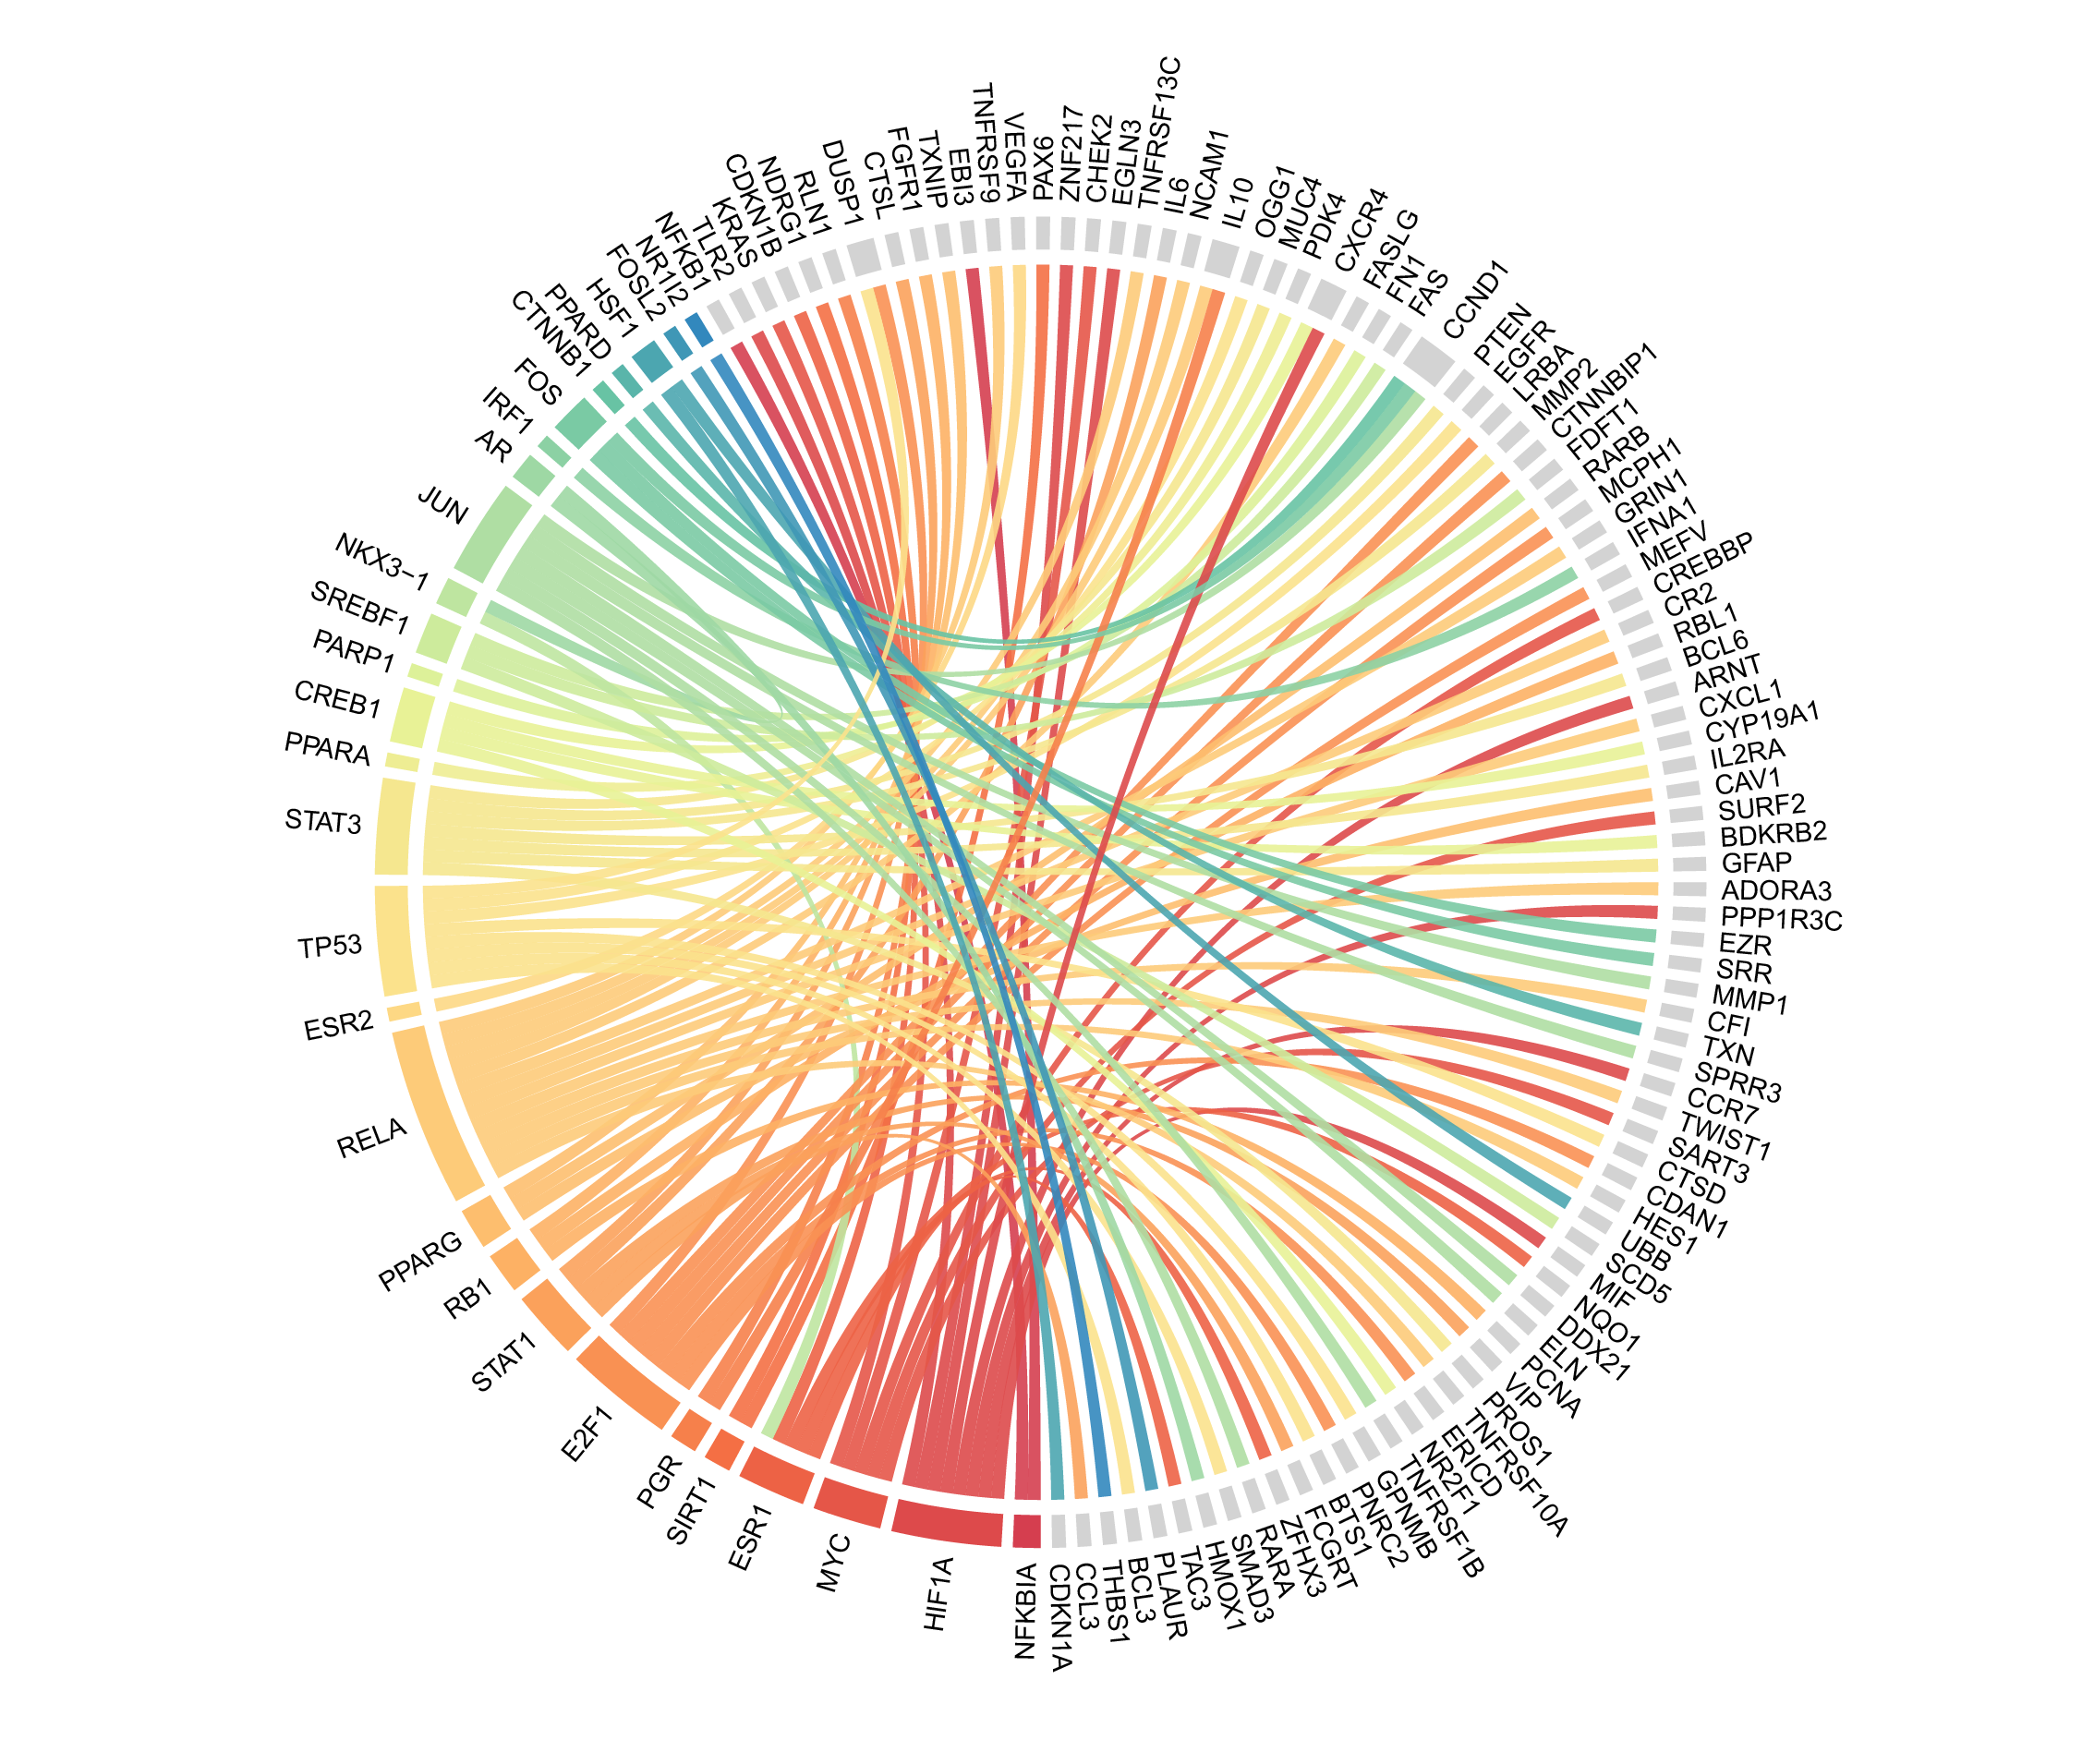 PAX6
ZNF217
CHEK2
EGLN3
TNFRSF13C
IL6
NCAM1
IL10
OGG1
MUC4
PDK4
CXCR4
FASLG
FN1
FAS
CCND1
PTEN
EGFR
LRBA
MMP2
CTNNBIP1
FDFT1
RARB
MCPH1
GRIN1
IFNA1
MEFV
CREBBP
CR2
RBL1
BCL6
ARNT
CXCL1
CYP19A1
IL2RA
CAV1
SURF2
BDKRB2
GFAP
ADORA3
PPP1R3C
EZR
SRR
MMP1
CFI
TXN
SPRR3
CCR7
TWIST1
SART3
CTSD
CDAN1
HES1
UBB
SCD5
MIF
NQO1
DDX21
ELN
PCNA
VIP
PROS1
TNFRSF10A
ERICD
NR2F1
TNFRSF1B
GPNMB
PNRC2
BTS1
FCGRT
ZFHX3
RARA
SMAD3
HMOX1
TAC3
PLAUR
BCL3
THBS1
CCL3
CDKN1A
NFKBIA
HIF1A
MYC
ESR1
SIRT1
PGR
E2F1
STAT1
RB1
PPARG
RELA
ESR2
TP53
STAT3
PPARA
CREB1
PARP1
SREBF1
NKX3−1
JUN
AR
IRF1
FOS
CTNNB1
PPARD
HSF1
FOSL2
NR1I2
NFKB1
TLR2
KRAS
CDKN1B
NDRG1
RLN1
DUSP1
CTSL
FGFR1
TXNIP
EBI3
TNFRSF9
VEGFA